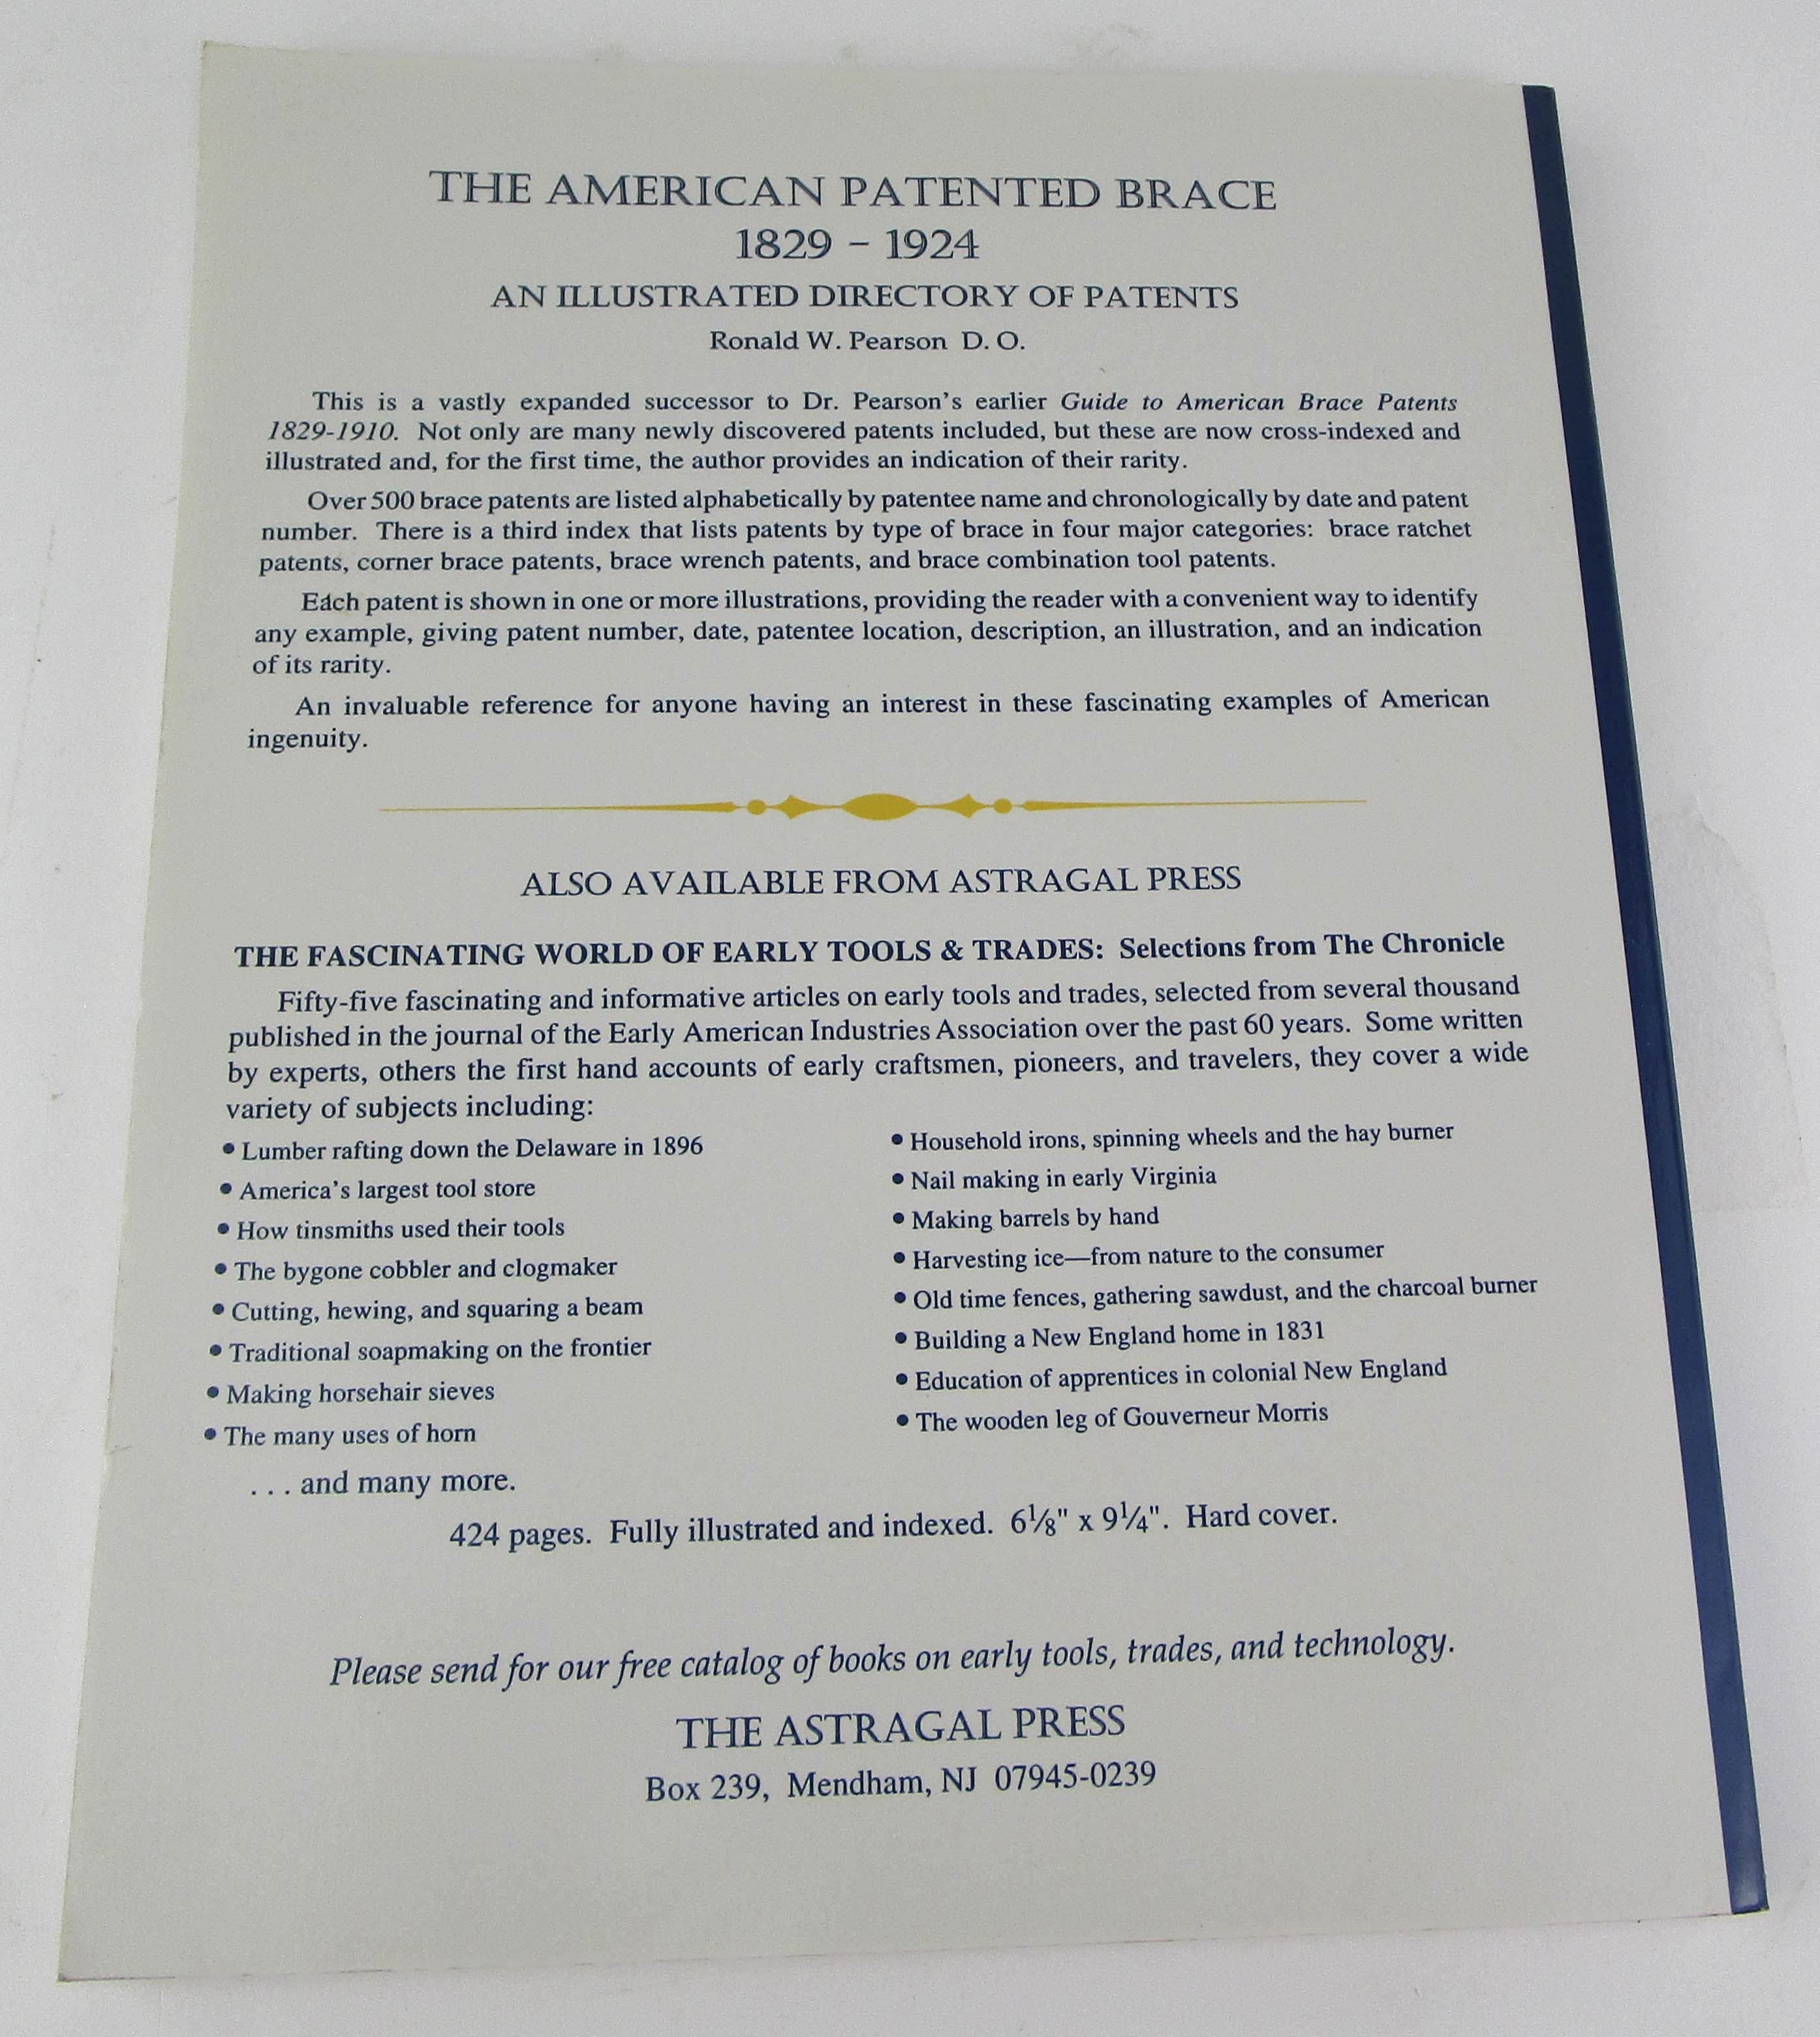 THE AMERICAN PATENTED BRACE
1829 – 1924
AN ILLUSTRATED DIRECTORY OF PATENTS
Ronald W. Pearson D. O.
This is a vastly expanded successor to Dr. Pearson's earlier Guide to American Brace Patents
1829-1910. Not only are many newly discovered patents included, but these are now cross-indexed and
illustrated and, for the first time, the author provides an indication of their rarity.
Over 500 brace patents are listed alphabetically by patentee name and chronologically by date and patent
number. There is a third index that lists patents by type of brace in four major categories: brace ratchet
patents, corner brace patents, brace wrench patents, and brace combination tool patents.
Each patent is shown in one or more illustrations, providing the reader with a convenient way to identify
any example, giving patent number, date, patentee location, description, an illustration, and an indication
of its rarity.
An invaluable reference for anyone having an interest in these fascinating examples of American
ingenuity.
ALSO AVAILABLE FROM ASTRAGAL PRESS
THE FASCINATING WORLD OF EARLY TOOLS & TRADES: Selections from The Chronicle
Fifty-five fascinating and informative articles on early tools and trades, selected from several thousand
published in the journal of the Early American Industries Association over the past 60 years. Some written
by experts, others the first hand accounts of early craftsmen, pioneers, and travelers, they cover a wide
variety of subjects including:
• Lumber rafting down the Delaware in 1896
• America's largest tool store
• How tinsmiths used their tools
• The bygone cobbler and clogmaker
• Cutting, hewing, and squaring a beam
• Traditional soapmaking on the frontier
• Making horsehair sieves
• The many uses of horn
• Household irons, spinning wheels and the hay burner
• Nail making in early Virginia
• Making barrels by hand
• Harvesting ice—from nature to the consumer
• Old time fences, gathering sawdust, and the charcoal burner
• Building a New England home in 1831
• Education of apprentices in colonial New England
• The wooden leg of Gouverneur Morris
. . . and many more.
424 pages. Fully illustrated and indexed. 6⅛" x 9¼". Hard cover.
Please send for our free catalog of books on early tools, trades, and technology.
THE ASTRAGAL PRESS
Box 239, Mendham, NJ 07945-0239